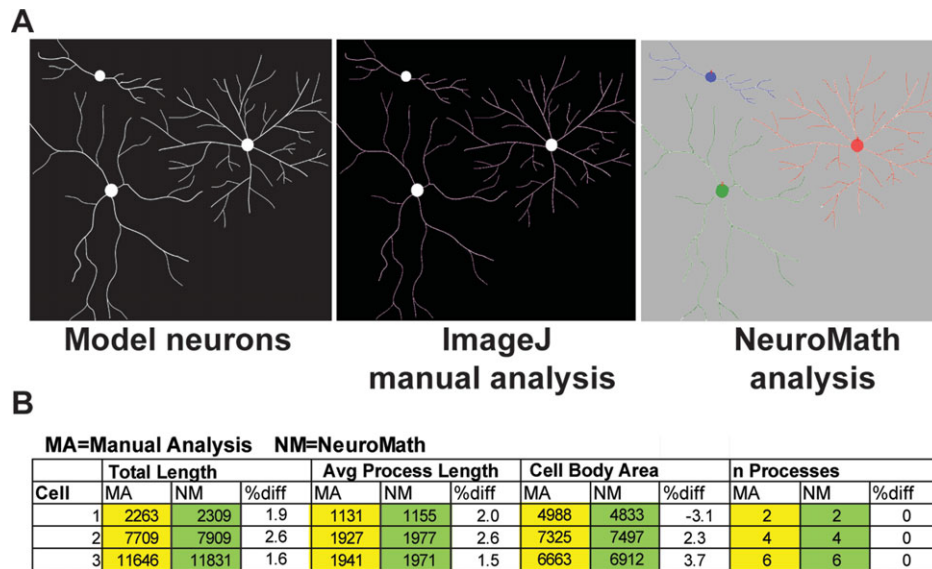 A
Model neurons
ImageJ
manual analysis
NeuroMath
analysis
B
MA=Manual Analysis NM=NeuroMath
Total Length Avg Process Length Cell Body Area n Processes
Cell MA NM %diff MA NM %diff MA NM %diff MA NM %diff
1 2263 2309 1.9 1131 1155 2.0 4988 4833 -3.1 2 2 0
2 7709 7909 2.6 1927 1977 2.6 7325 7497 2.3 4 4 0
3 11646 11831 1.6 1941 1971 1.5 6663 6912 3.7 6 6 0